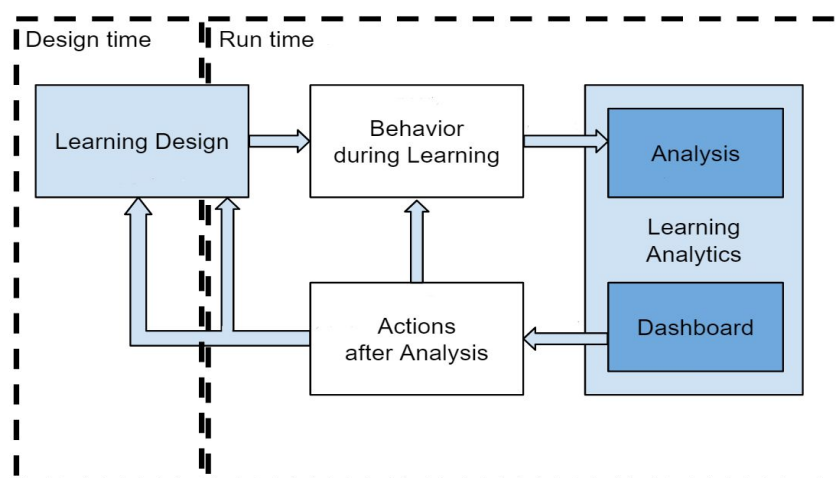 Design time
Run time
Learning Design
Behavior
during Learning
Analysis
Learning
Analytics
Actions
after Analysis
Dashboard